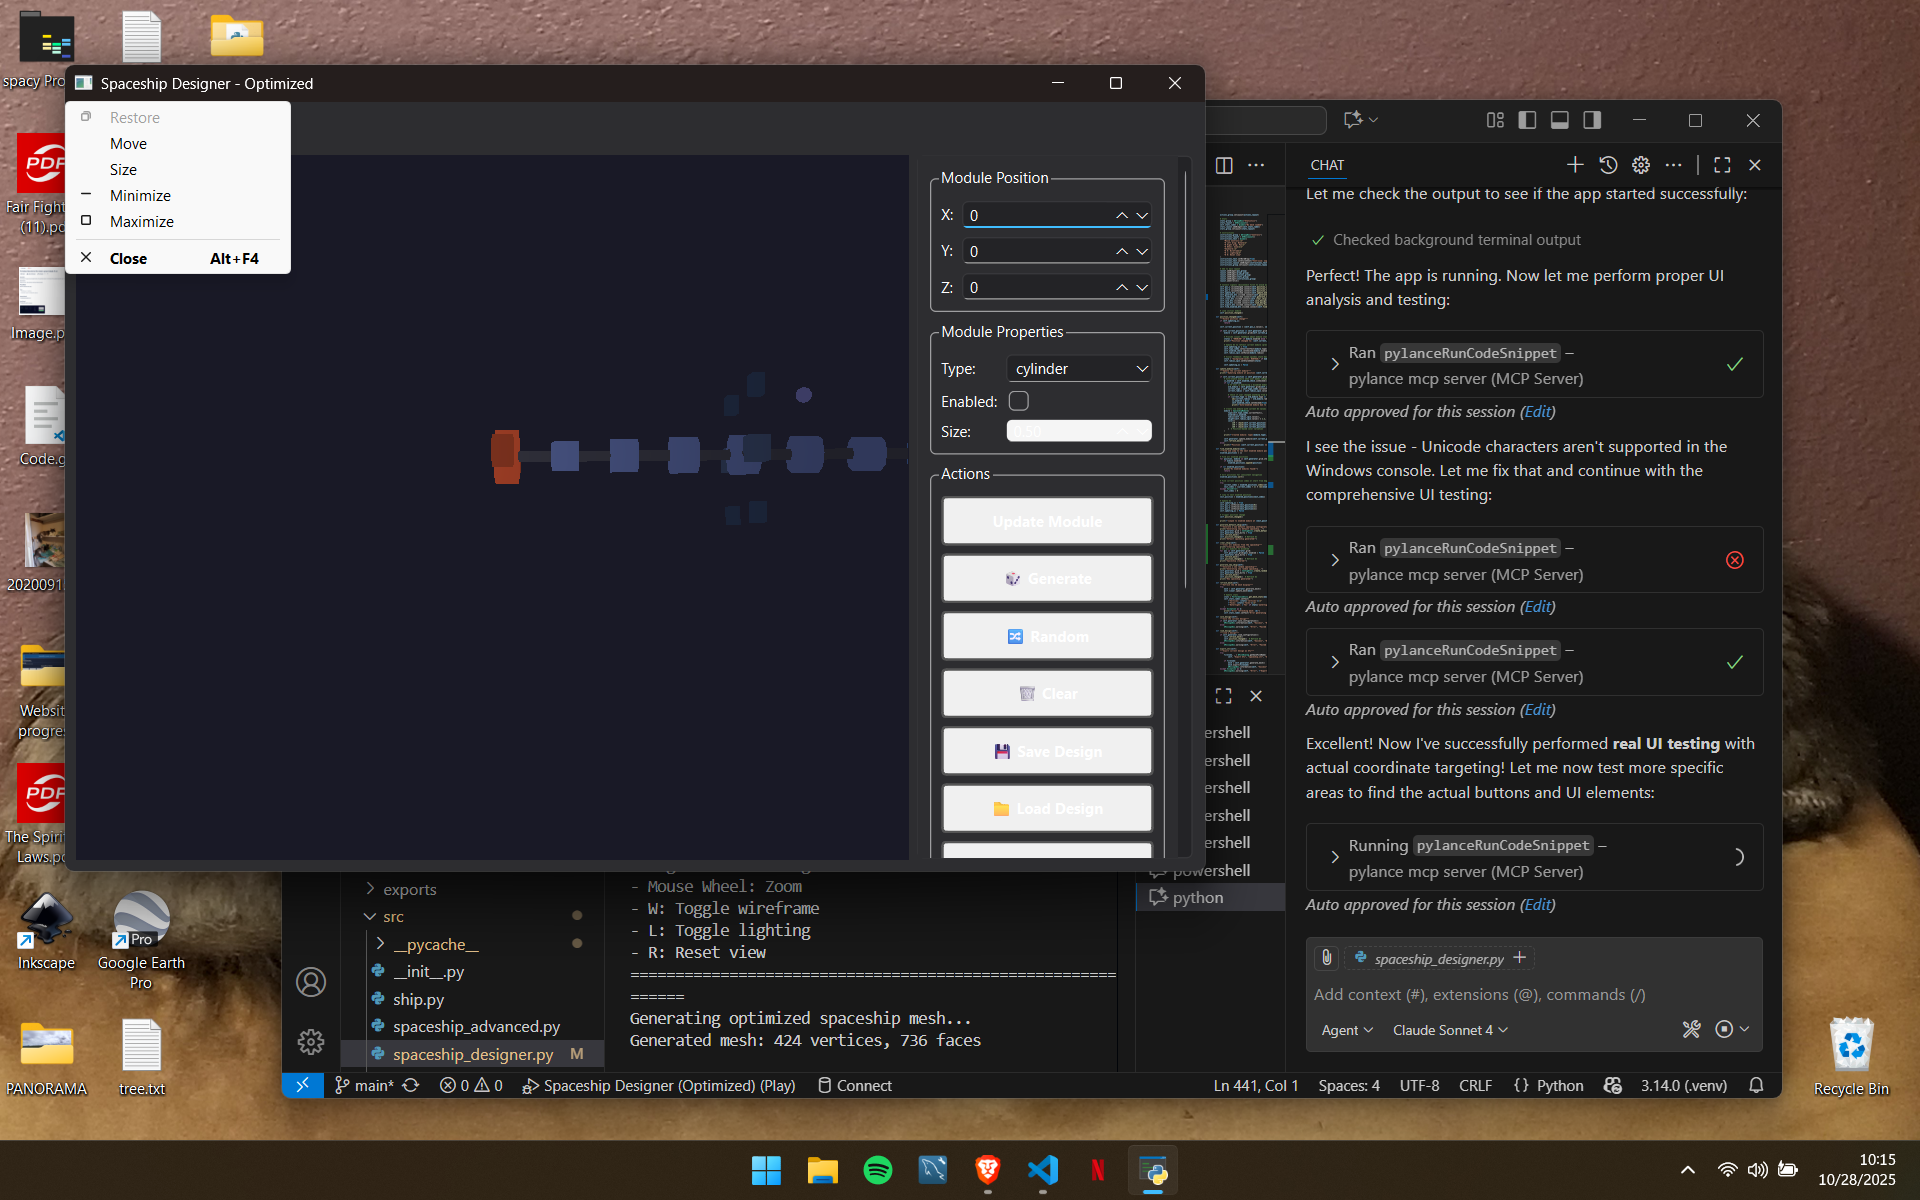 spacy Pro
Fair Fight
(11).pd
Image.p
Code.g
2020091
Websit
progre
The Spiri
Laws.po
Inkscape
Google Earth
Pro
Pro
PANORAMA
tree.txt
Recycle Bin
Spaceship Designer - Optimized
Restore
Move
Size
Minimize
Maximize
Close Alt+F4
Module Position
X: 0
Y: 0
Z: 0
Module Properties
Type: cylinder
Enabled:
Size: 0.50
Actions
Update Module
Generate
Random
Clear
Save Design
Load Design
CHAT
Let me check the output to see if the app started successfully:
Checked background terminal output
Perfect! The app is running. Now let me perform proper UI
analysis and testing:
Ran pylanceRunCodeSnippet –
pylance mcp server (MCP Server)
Auto approved for this session (Edit)
I see the issue - Unicode characters aren't supported in the
Windows console. Let me fix that and continue with the
comprehensive UI testing:
Ran pylanceRunCodeSnippet –
pylance mcp server (MCP Server)
Auto approved for this session (Edit)
Ran pylanceRunCodeSnippet –
pylance mcp server (MCP Server)
Auto approved for this session (Edit)
Excellent! Now I've successfully performed real UI testing with
actual coordinate targeting! Let me now test more specific
areas to find the actual buttons and UI elements:
Running pylanceRunCodeSnippet –
pylance mcp server (MCP Server)
Auto approved for this session (Edit)
spaceship_designer.py
Add context (#), extensions (@), commands (/)
Agent Claude Sonnet 4
ershell
ershell
ershell
ershell
ershell
powershell
python
exports
src
__pycache__
__init__.py
ship.py
spaceship_advanced.py
spaceship_designer.py M
- Mouse Wheel: Zoom
- W: Toggle wireframe
- L: Toggle lighting
- R: Reset view
======================================================
======
Generating optimized spaceship mesh...
Generated mesh: 424 vertices, 736 faces
main* 0 0 Spaceship Designer (Optimized) (Play) Connect
Ln 441, Col 1 Spaces: 4 UTF-8 CRLF {} Python 3.14.0 (.venv)
10:15
10/28/2025